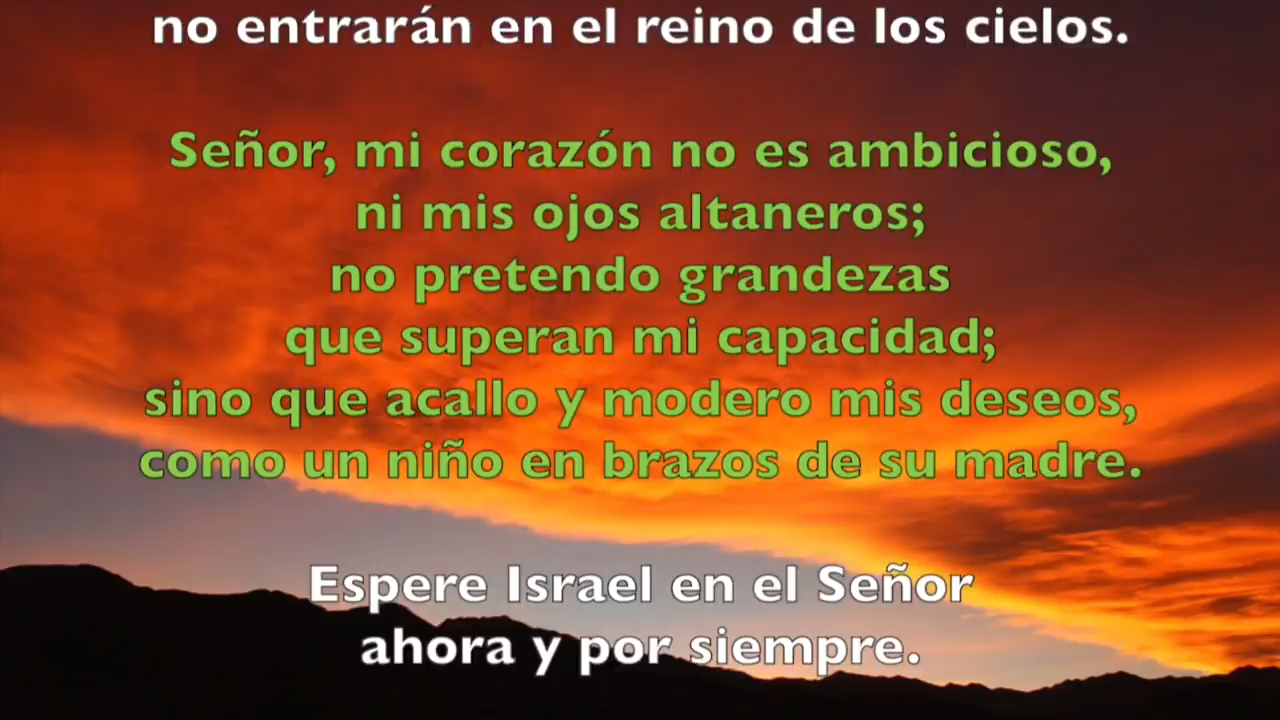 no entrarán en el reino de los cielos.
Señor, mi corazón no es ambicioso,
ni mis ojos altaneros;
no pretendo grandezas
que superan mi capacidad;
sino que acallo y modero mis deseos,
como un niño en brazos de su madre.
Espere Israel en el Señor
ahora y por siempre.